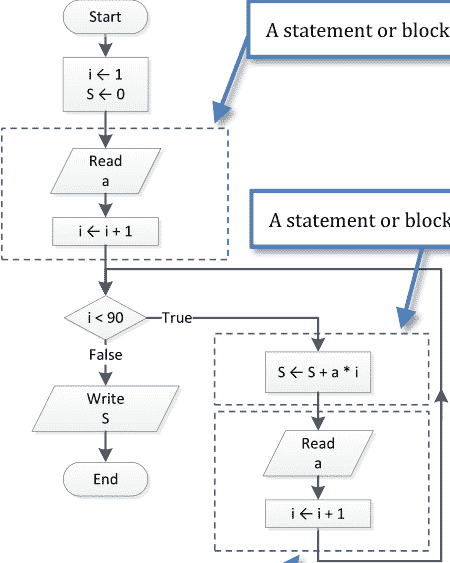 Start
A statement or block
i ← 1
S ← 0
Read
a
i ← i + 1
A statement or block
i < 90
True
False
S ← S + a * i
Write
S
Read
a
End
i ← i + 1